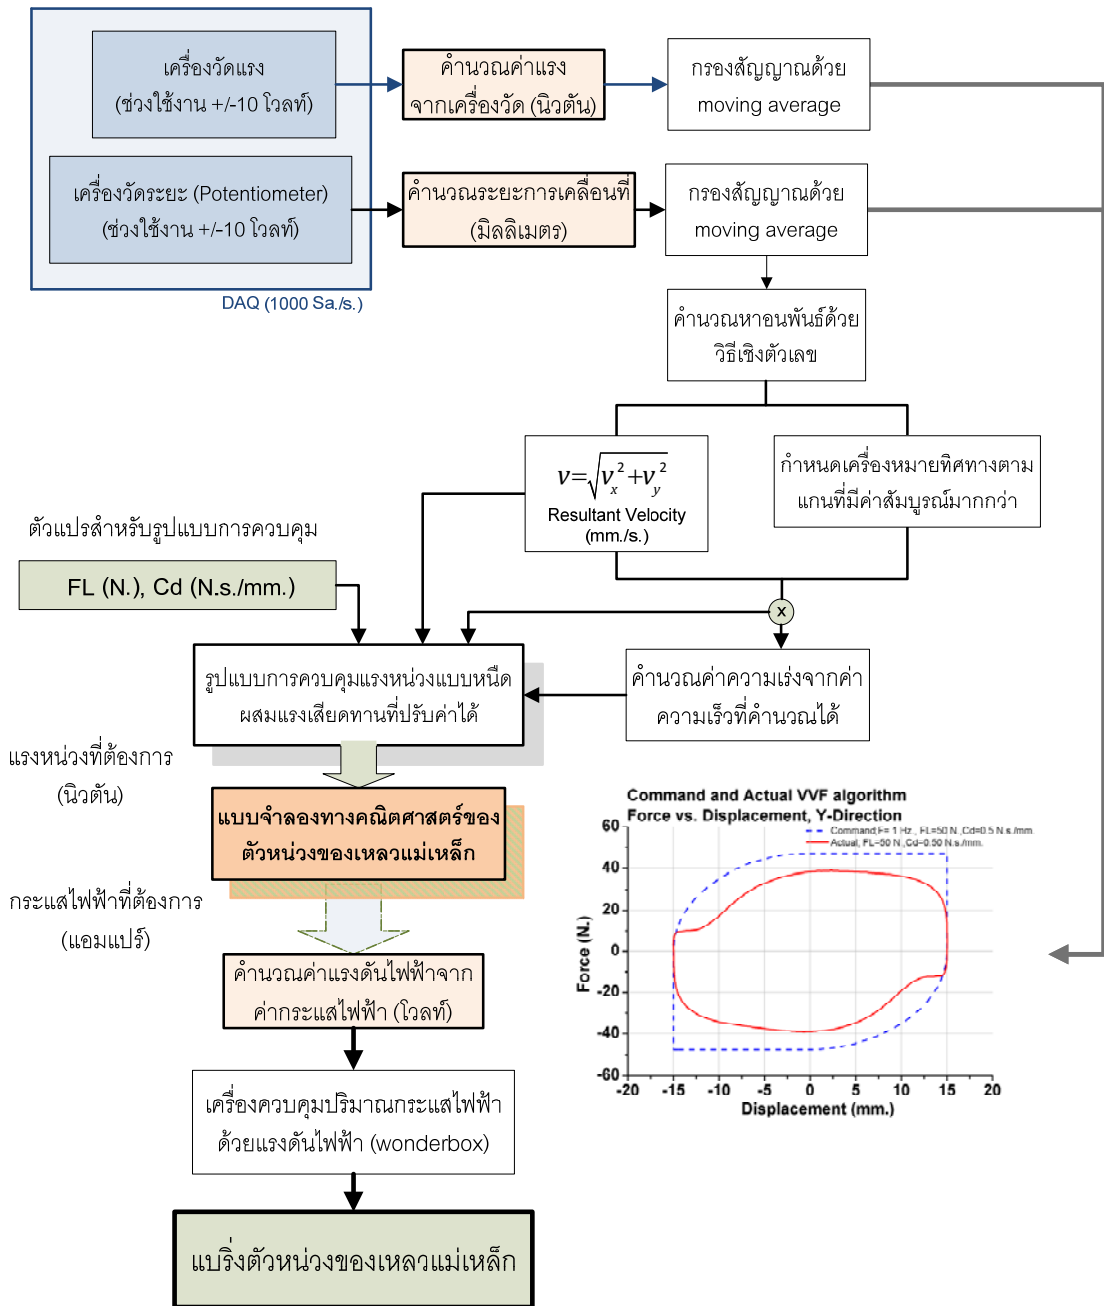 เครื่องวัดแรง
(ช่วงใช้งาน +/-10 โวลท์)
คำนวณค่าแรง
จากเครื่องวัด (นิวตัน)
กรองสัญญาณด้วย
moving average
เครื่องวัดระยะ (Potentiometer)
(ช่วงใช้งาน +/-10 โวลท์)
คำนวณระยะการเคลื่อนที่
(มิลลิเมตร)
กรองสัญญาณด้วย
moving average
DAQ (1000 Sa./s.)
คำนวณหาอนพันธ์ด้วย
วิธีเชิงตัวเลข
v=√v_x^2+v_y^2
Resultant Velocity
(mm./s.)
กำหนดเครื่องหมายทิศทางตาม
แกนที่มีค่าสัมบูรณ์มากกว่า
ตัวแปรสำหรับรูปแบบการควบคุม
FL (N.), Cd (N.s./mm.)
x
รูปแบบการควบคุมแรงหน่วงแบบหนืด
ผสมแรงเสียดทานที่ปรับค่าได้
คำนวณค่าความเร่งจากค่า
ความเร็วที่คำนวณได้
แรงหน่วงที่ต้องการ
(นิวตัน)
แบบจำลองทางคณิตศาสตร์ของ
ตัวหน่วงของเหลวแม่เหล็ก
กระแสไฟฟ้าที่ต้องการ
(แอมแปร์)
คำนวณค่าแรงดันไฟฟ้าจาก
ค่ากระแสไฟฟ้า (โวลท์)
เครื่องควบคุมปริมาณกระแสไฟฟ้า
ด้วยแรงดันไฟฟ้า (wonderbox)
แบริ่งตัวหน่วงของเหลวแม่เหล็ก
Command and Actual VVF algorithm
Force vs. Displacement, Y-Direction
Command,F= 1 Hz., FL=50 N.,Cd=0.5 N.s./mm.
Actual, FL=50 N.,Cd=0.50 N.s./mm.
Force (N.)
60
40
20
0
-20
-40
-60
-20 -15 -10 -5 0 5 10 15 20
Displacement (mm.)